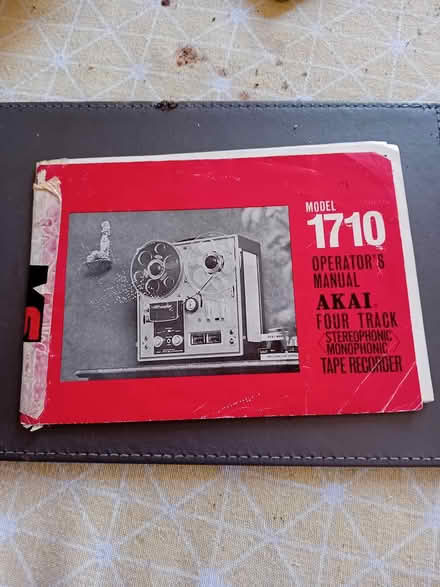 MODEL
1710
OPERATOR'S
MANUAL
AKAI
FOUR TRACK
STEREOPHONIC
MONOPHONIC
TAPE RECORDER